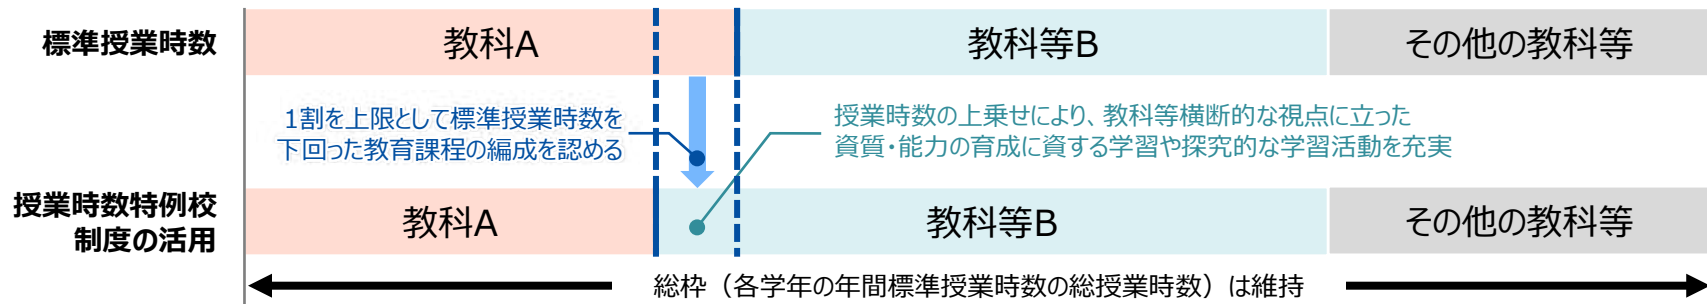 標準授業時数
教科A
教科等B
その他の教科等
1割を上限として標準授業時数を
下回った教育課程の編成を認める
授業時数の上乗せにより、教科等横断的な視点に立った
資質・能力の育成に資する学習や探究的な学習活動を充実
授業時数特例校
制度の活用
教科A
教科等B
その他の教科等
総枠（各学年の年間標準授業時数の総授業時数）は維持